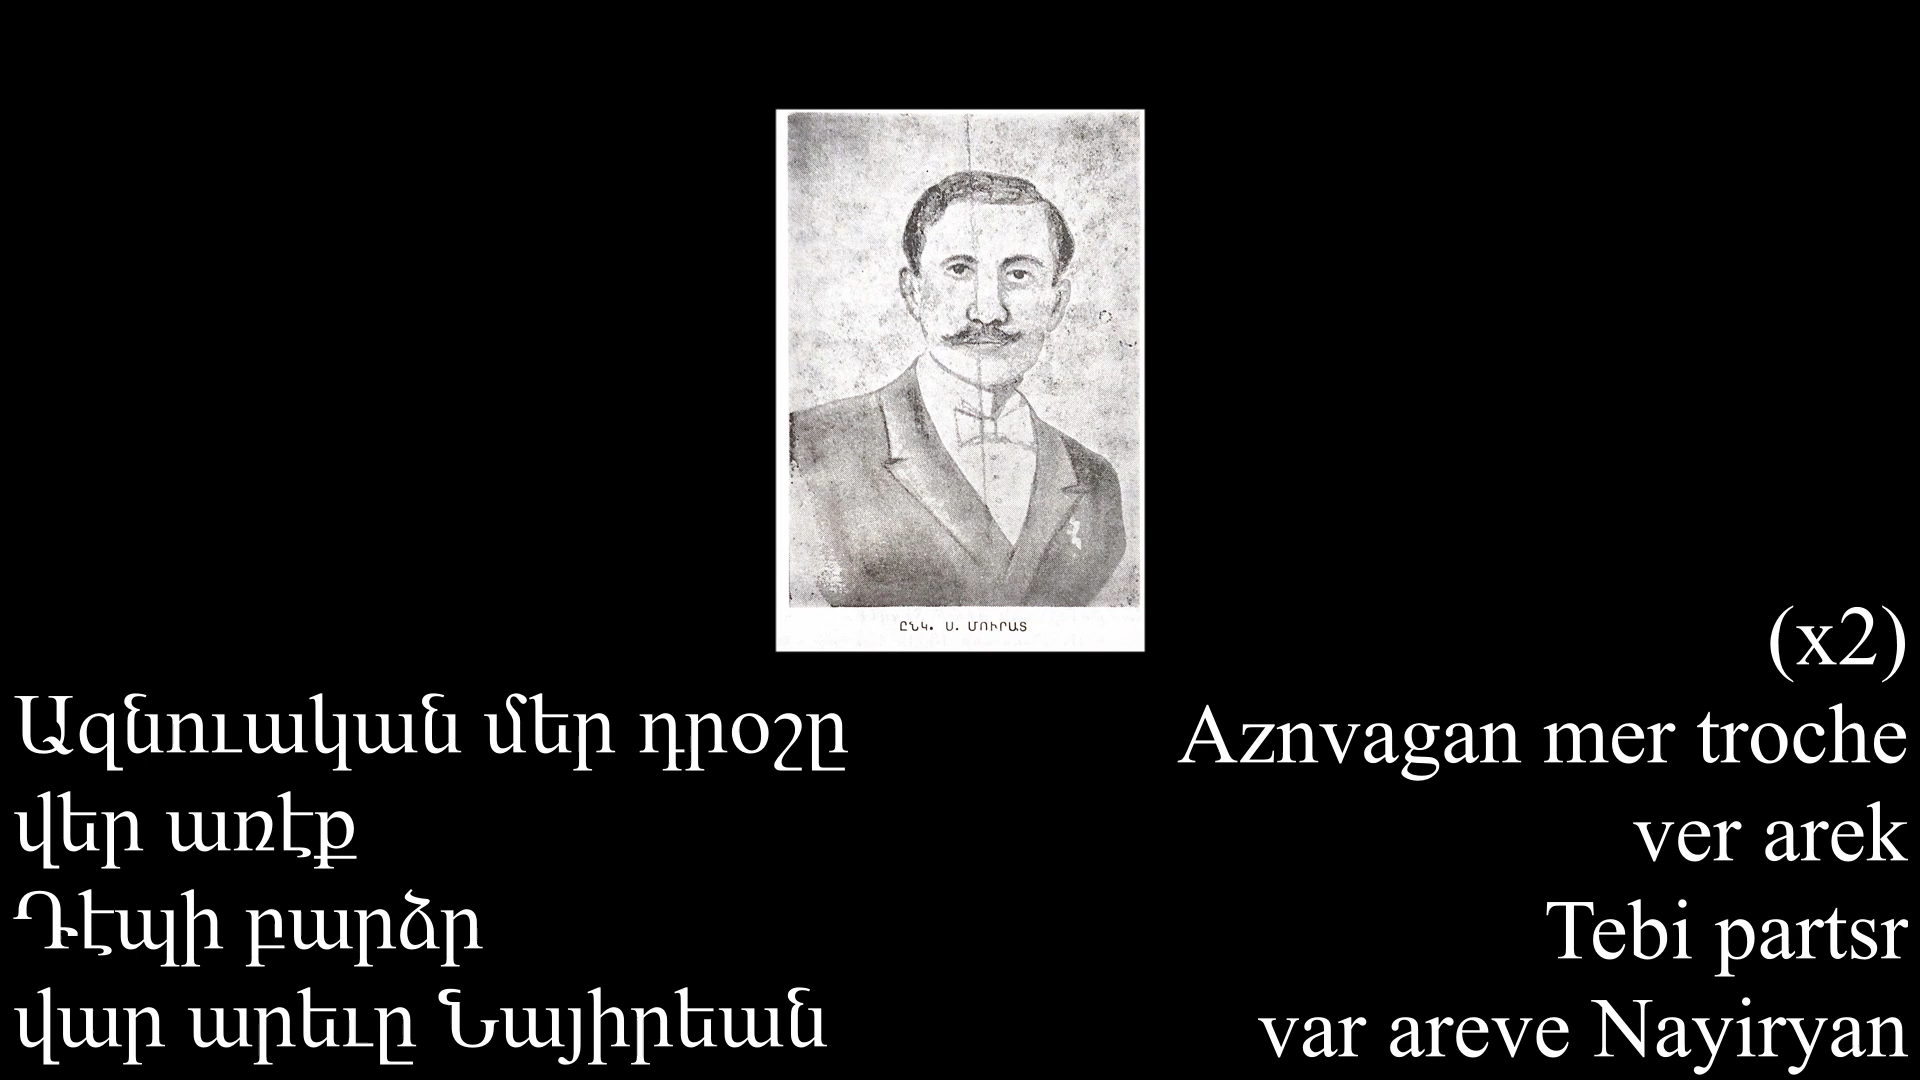 ԸՆԿ. Ս. ՄՈՒՐԱՏ
Ազնուական մեր դրօշը
վեր առէք
Դէպի բարձր
վառ արեւը Նայիրեան
(x2)
Aznvagan mer troche
ver arek
Tebi partsr
var areve Nayiryan